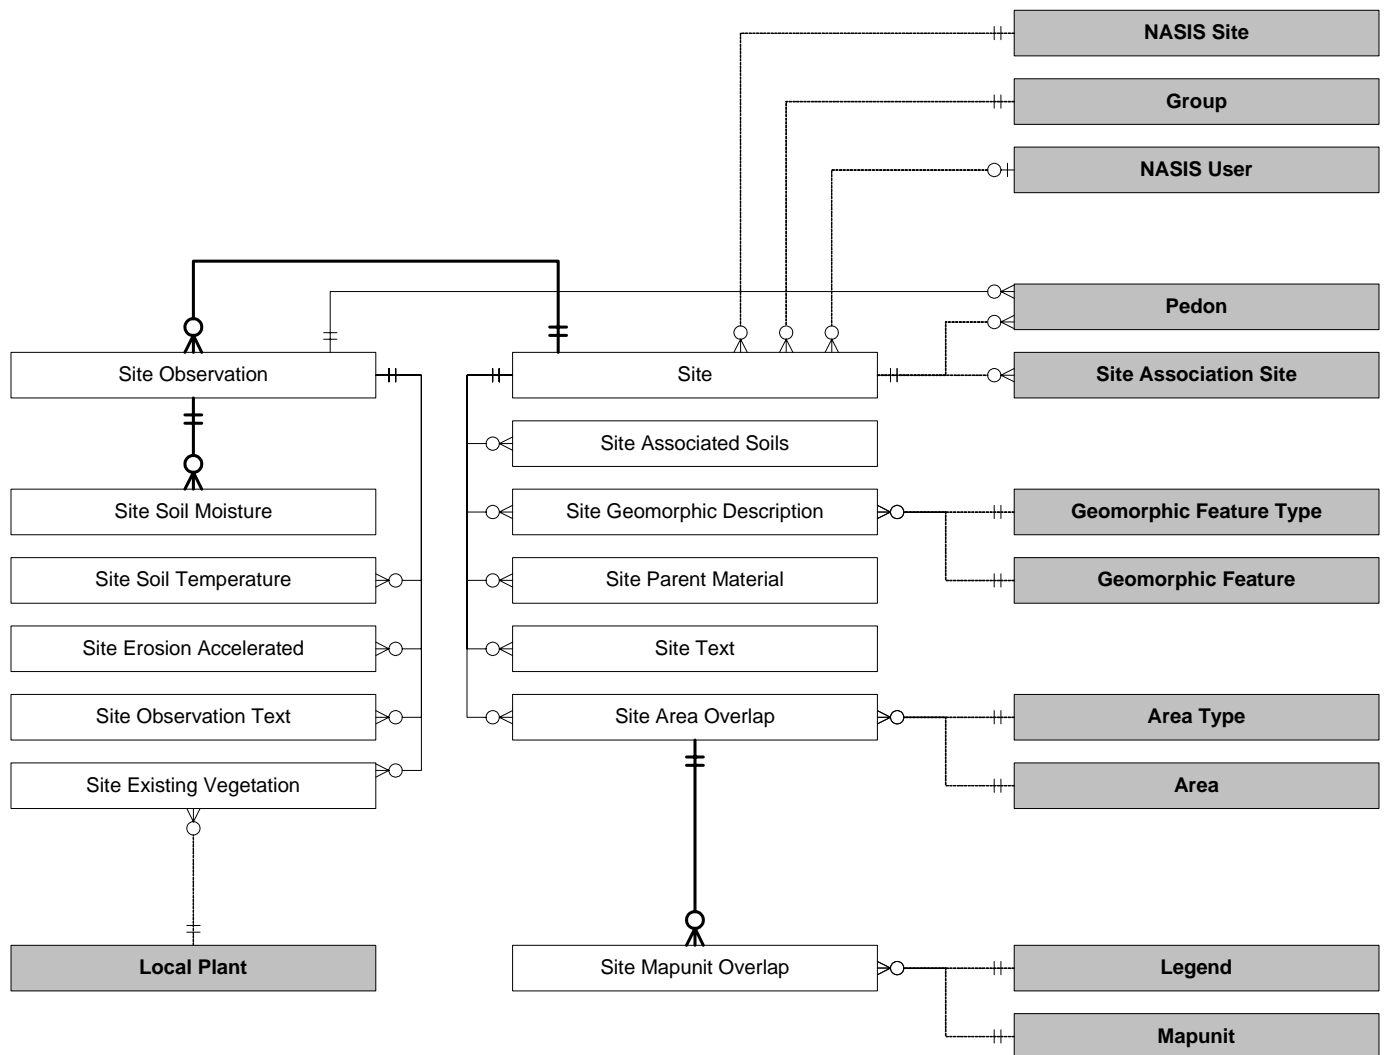 NASIS Site
Group
NASIS User
Pedon
Site Observation
Site
Site Association Site
Site Associated Soils
Site Soil Moisture
Site Geomorphic Description
Geomorphic Feature Type
Site Soil Temperature
Site Parent Material
Geomorphic Feature
Site Erosion Accelerated
Site Text
Site Observation Text
Site Area Overlap
Area Type
Site Existing Vegetation
Area
Local Plant
Site Mapunit Overlap
Legend
Mapunit